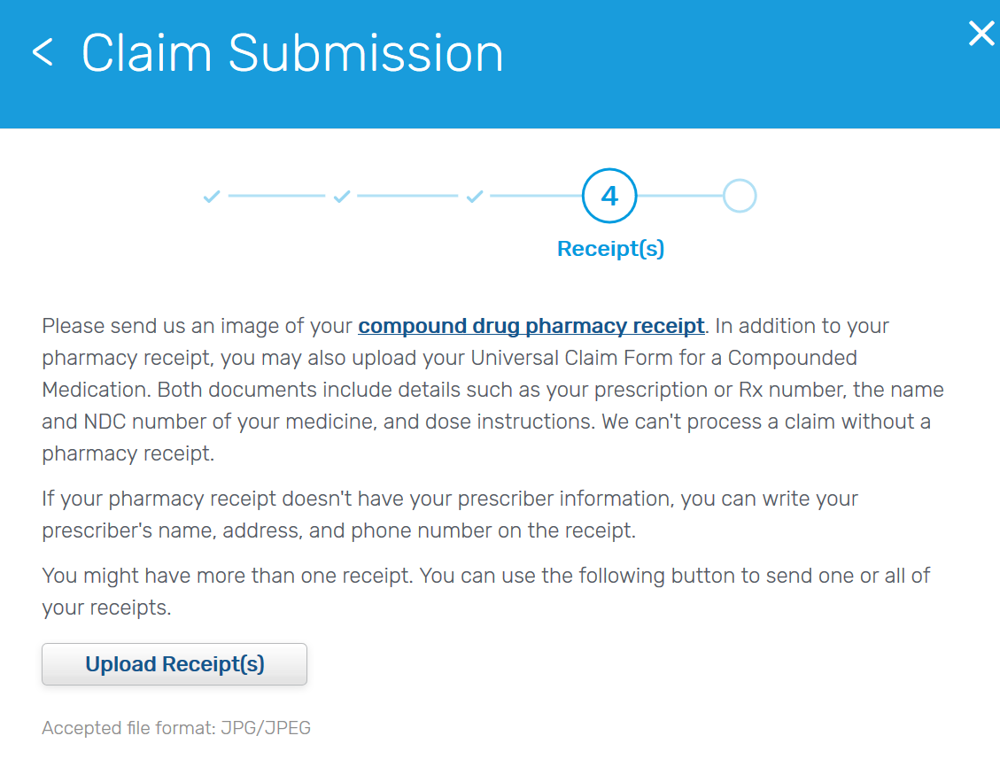 Claim Submission
4
Receipt(s)
Please send us an image of your compound drug pharmacy receipt. In addition to your
pharmacy receipt, you may also upload your Universal Claim Form for a Compounded
Medication. Both documents include details such as your prescription or Rx number, the name
and NDC number of your medicine, and dose instructions. We can't process a claim without a
pharmacy receipt.
If your pharmacy receipt doesn't have your prescriber information, you can write your
prescriber's name, address, and phone number on the receipt.
You might have more than one receipt. You can use the following button to send one or all of
your receipts.
Upload Receipt(s)
Accepted file format: JPG/JPEG